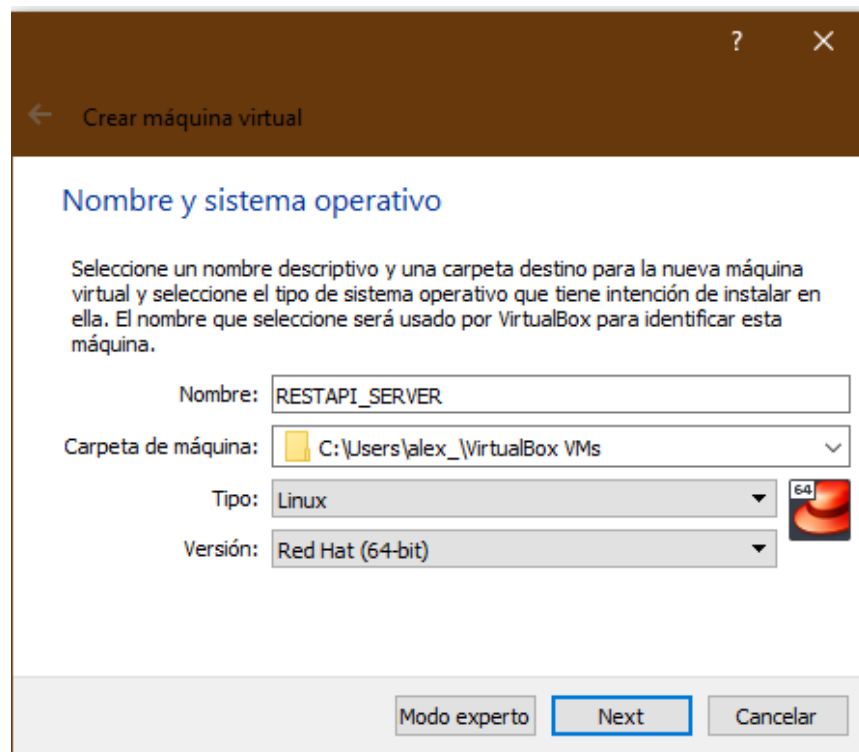 ?
Crear máquina virtual
Nombre y sistema operativo
Seleccione un nombre descriptivo y una carpeta destino para la nueva máquina
virtual y seleccione el tipo de sistema operativo que tiene intención de instalar en
ella. El nombre que seleccione será usado por VirtualBox para identificar esta
máquina.
Nombre: RESTAPI_SERVER
Carpeta de máquina: C:\Users\alex_\VirtualBox VMs
Tipo: Linux
64
Versión: Red Hat (64-bit)
Modo experto Next Cancelar